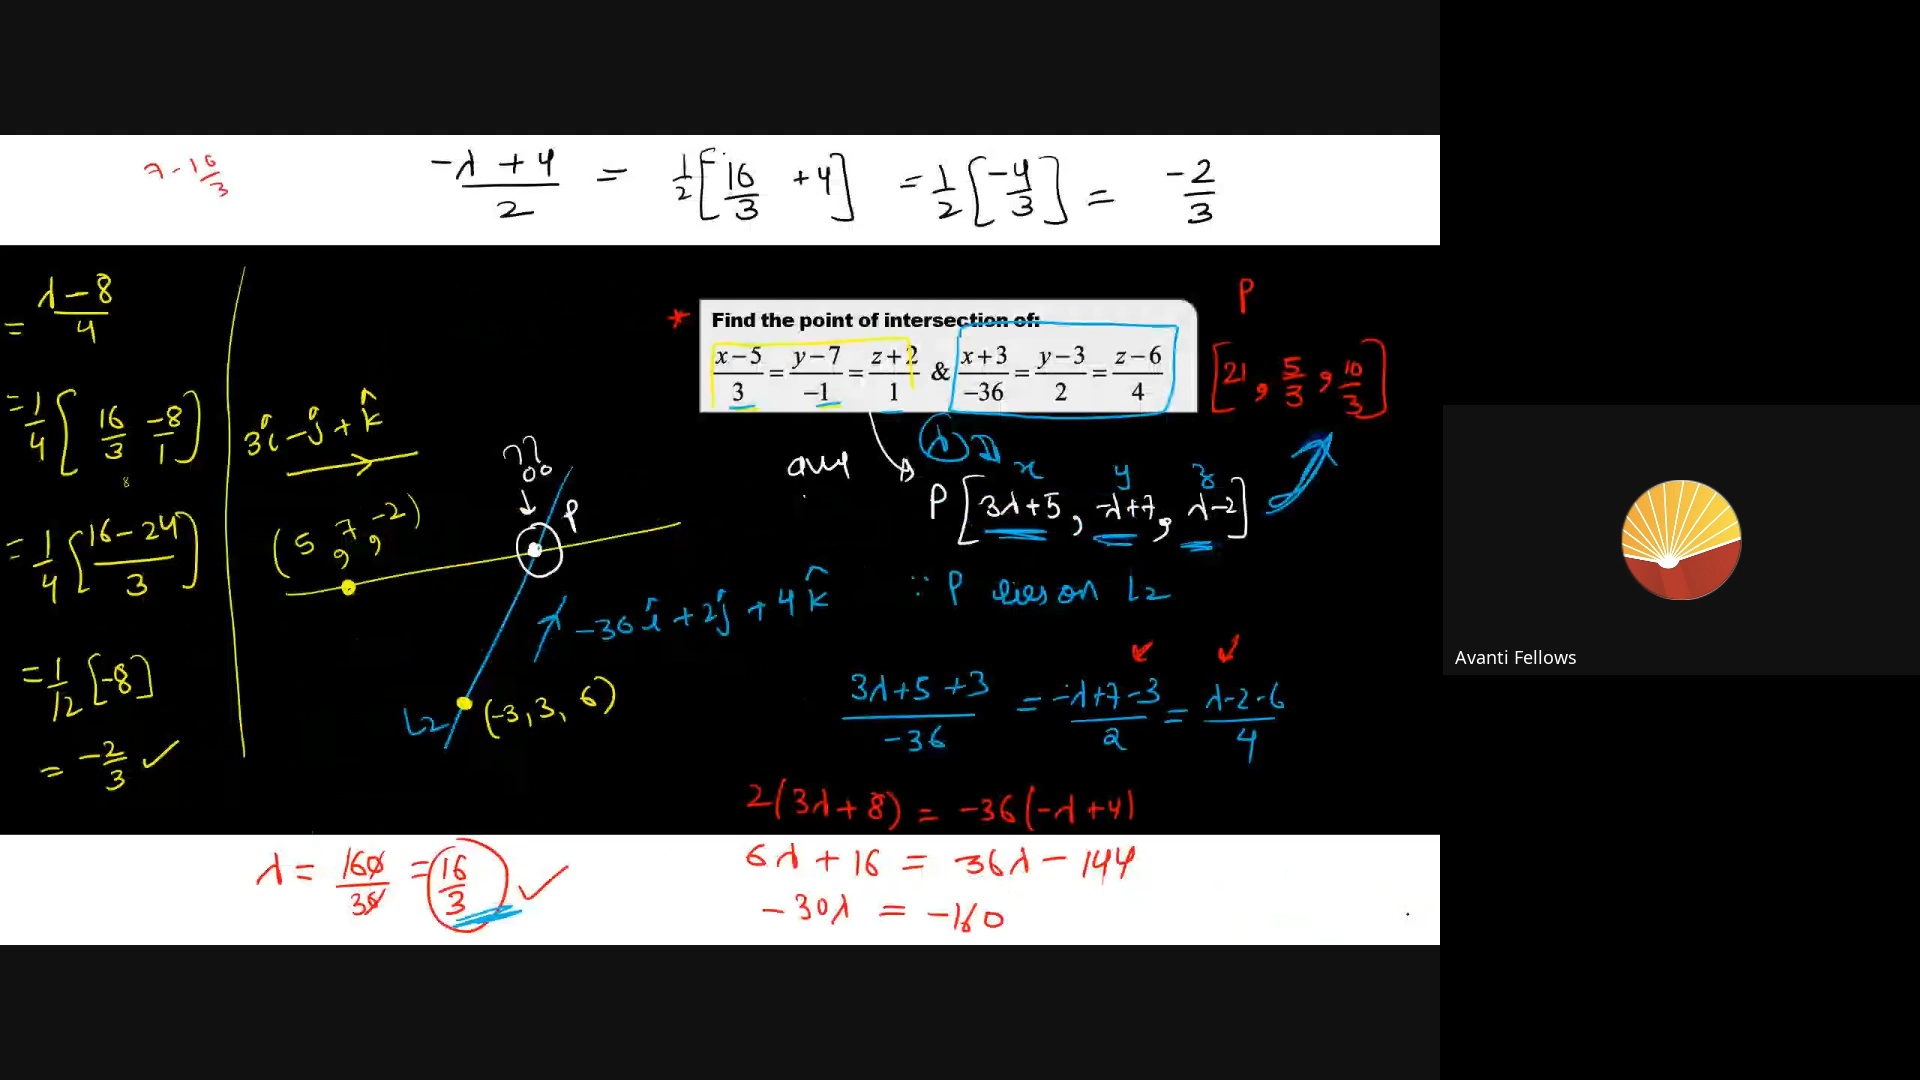 7-16/3
(-λ+4)/2 = 1/2[16/3 +4] = 1/2[-4/3] = -2/3
= (λ-8)/4
= 1/4[16/3 -8/1]
8
= 1/4[(16-24)/3]
= 1/12[-8]
= -2/3 ✓
3î-ĵ+k̂
(5, 7, -2)
??
P
-36î+2ĵ+4k̂
L2
(-3, 3, 6)
* Find the point of intersection of:
(x-5)/3 = (y-7)/-1 = (z+2)/1 & (x+3)/-36 = (y-3)/2 = (z-6)/4
P
[21, 5/3, 10/3]
λ
x y z
P[3λ+5, -λ+7, λ-2]
∵ P lies on L2
(3λ+5+3)/-36 = (-λ+7-3)/2 = (λ-2-6)/4
2(3λ+8) = -36(-λ+4)
6λ+16 = 36λ-144
-30λ = -160
λ = 160/30 = 16/3 ✓
Avanti Fellows